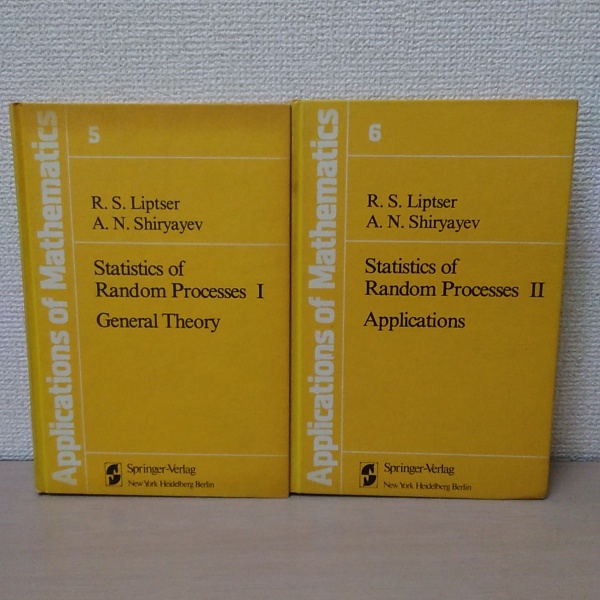 Applications of Mathematics
5
R. S. Liptser
A. N. Shiryayev
Statistics of
Random Processes I
General Theory
Springer-Verlag
New York Heidelberg Berlin
Applications of Mathematics
6
R. S. Liptser
A. N. Shiryayev
Statistics of
Random Processes II
Applications
Springer-Verlag
New York Heidelberg Berlin